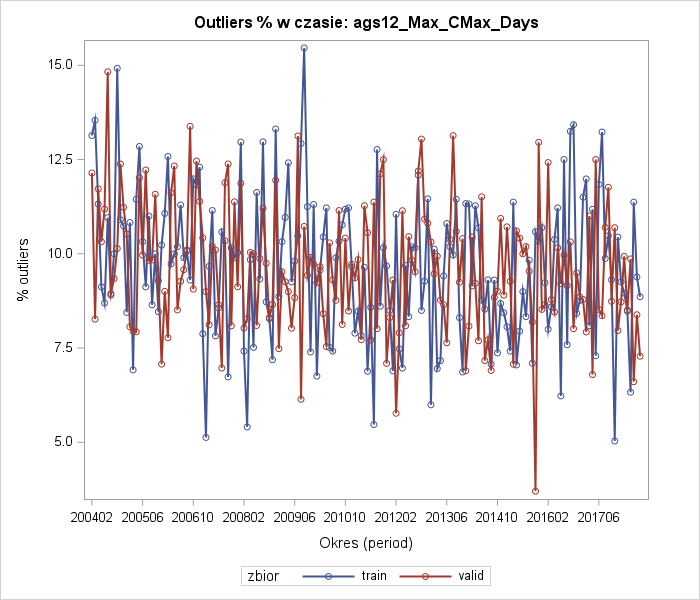 Outliers % w czasie: ags12_Max_CMax_Days
% outliers
15.0
12.5
10.0
7.5
5.0
200402 200506 200610 200802 200906 201010 201202 201306 201410 201602 201706
Okres (period)
zbior train valid